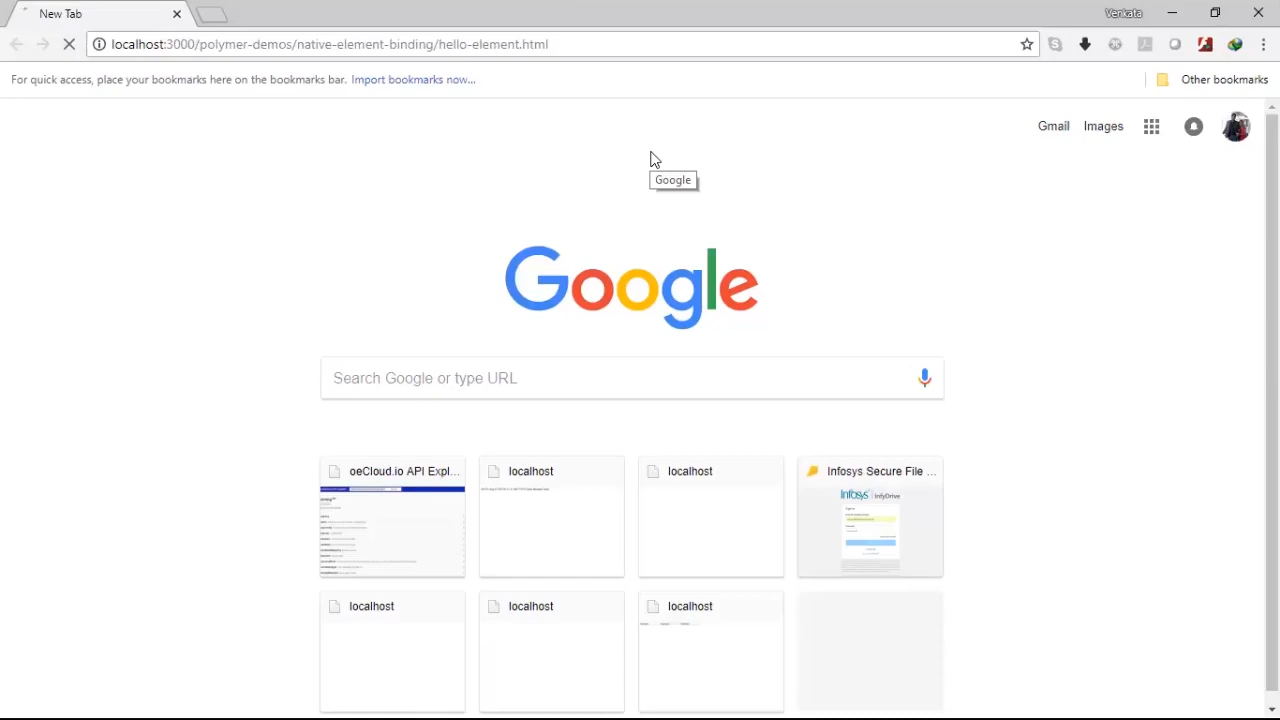 New Tab
Venkata
localhost:3000/polymer-demos/native-element-binding/hello-element.html
For quick access, place your bookmarks here on the bookmarks bar. Import bookmarks now...
Other bookmarks
Gmail Images
Google
Google
Search Google or type URL
oeCloud.io API Expl...
localhost
localhost
Infosys Secure File ...
Infosys InfyDrive
localhost
localhost
localhost